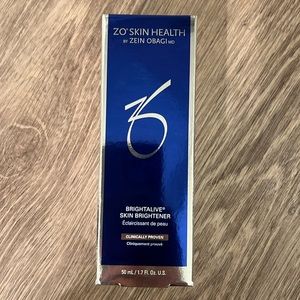 ZO® SKIN HEALTH
BY ZEIN OBAGI MD
BRIGHTALIVE®
SKIN BRIGHTENER
Éclaircissant de peau
CLINICALLY PROVEN
Cliniquement prouvé
50 mL / 1.7 Fl. Oz. U.S.